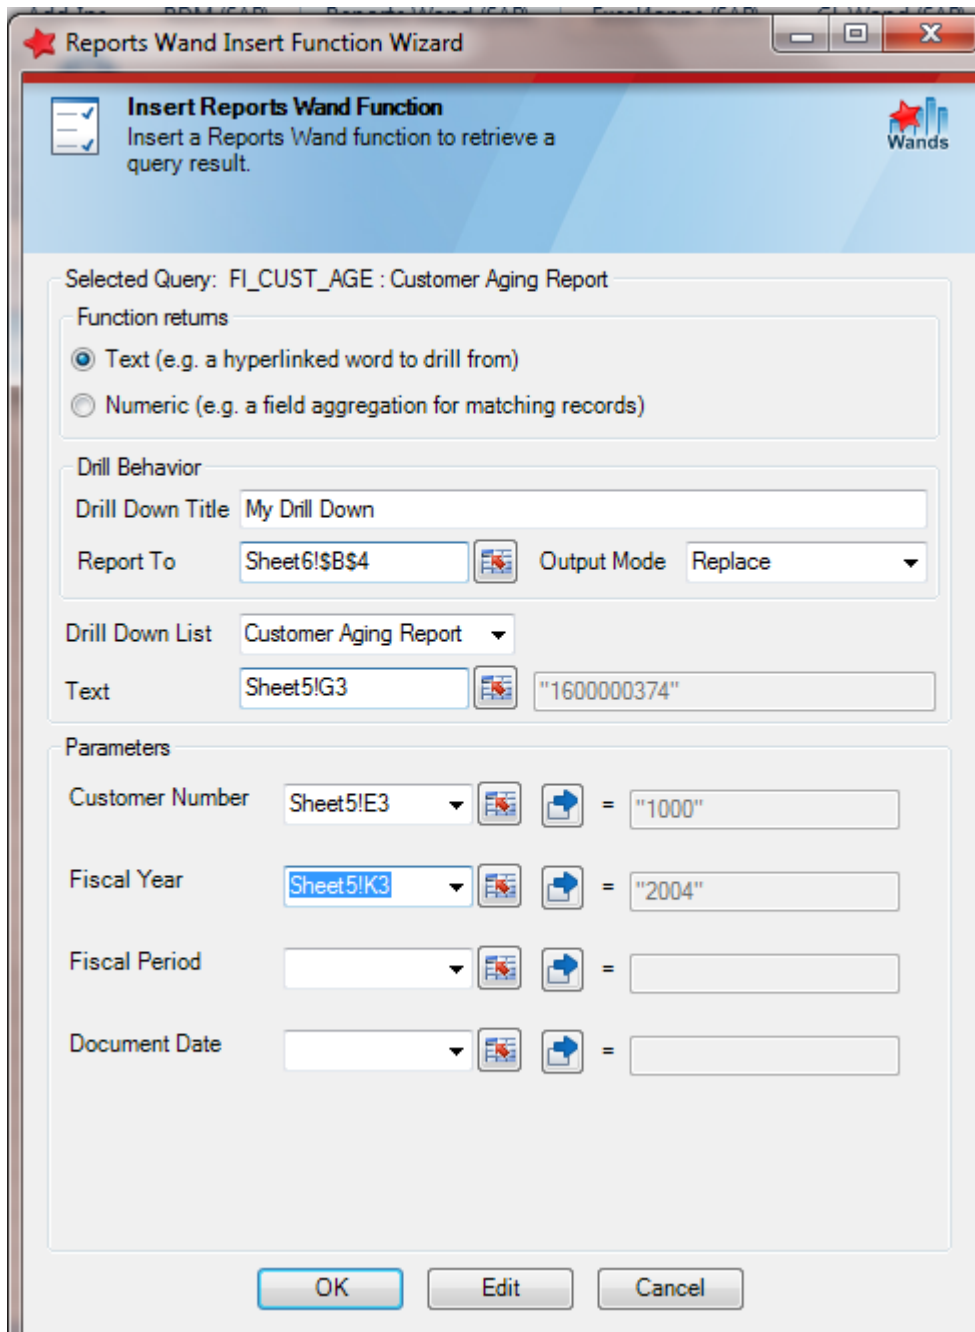 Reports Wand Insert Function Wizard
Insert Reports Wand Function
Insert a Reports Wand function to retrieve a
query result.
Wands
Selected Query: FI_CUST_AGE : Customer Aging Report
Function returns
Text (e.g. a hyperlinked word to drill from)
Numeric (e.g. a field aggregation for matching records)
Drill Behavior
Drill Down Title My Drill Down
Report To Sheet6!$B$4 Output Mode Replace
Drill Down List Customer Aging Report
Text Sheet5!G3 "1600000374"
Parameters
Customer Number Sheet5!E3 = "1000"
Fiscal Year Sheet5!K3 = "2004"
Fiscal Period =
Document Date =
OK Edit Cancel